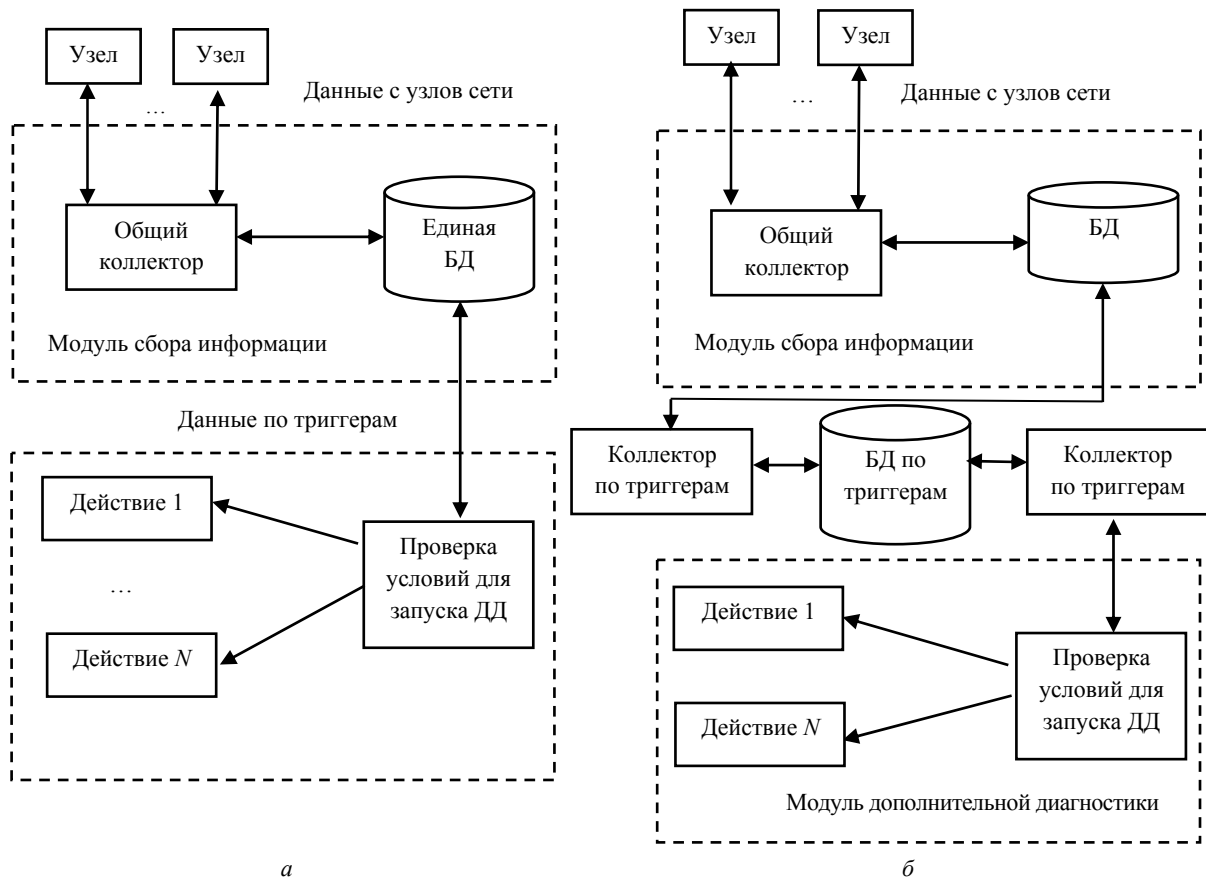 Узел
Узел
Данные с узлов сети
...
Общий
коллектор
Единая
БД
Модуль сбора информации
Данные по триггерам
Действие 1
...
Действие N
Проверка
условий для
запуска ДД
а
Узел
Узел
...
Данные с узлов сети
Общий
коллектор
БД
Модуль сбора информации
Коллектор
по триггерам
БД по
триггерам
Коллектор
по триггерам
Действие 1
Действие N
Проверка
условий для
запуска ДД
Модуль дополнительной диагностики
б